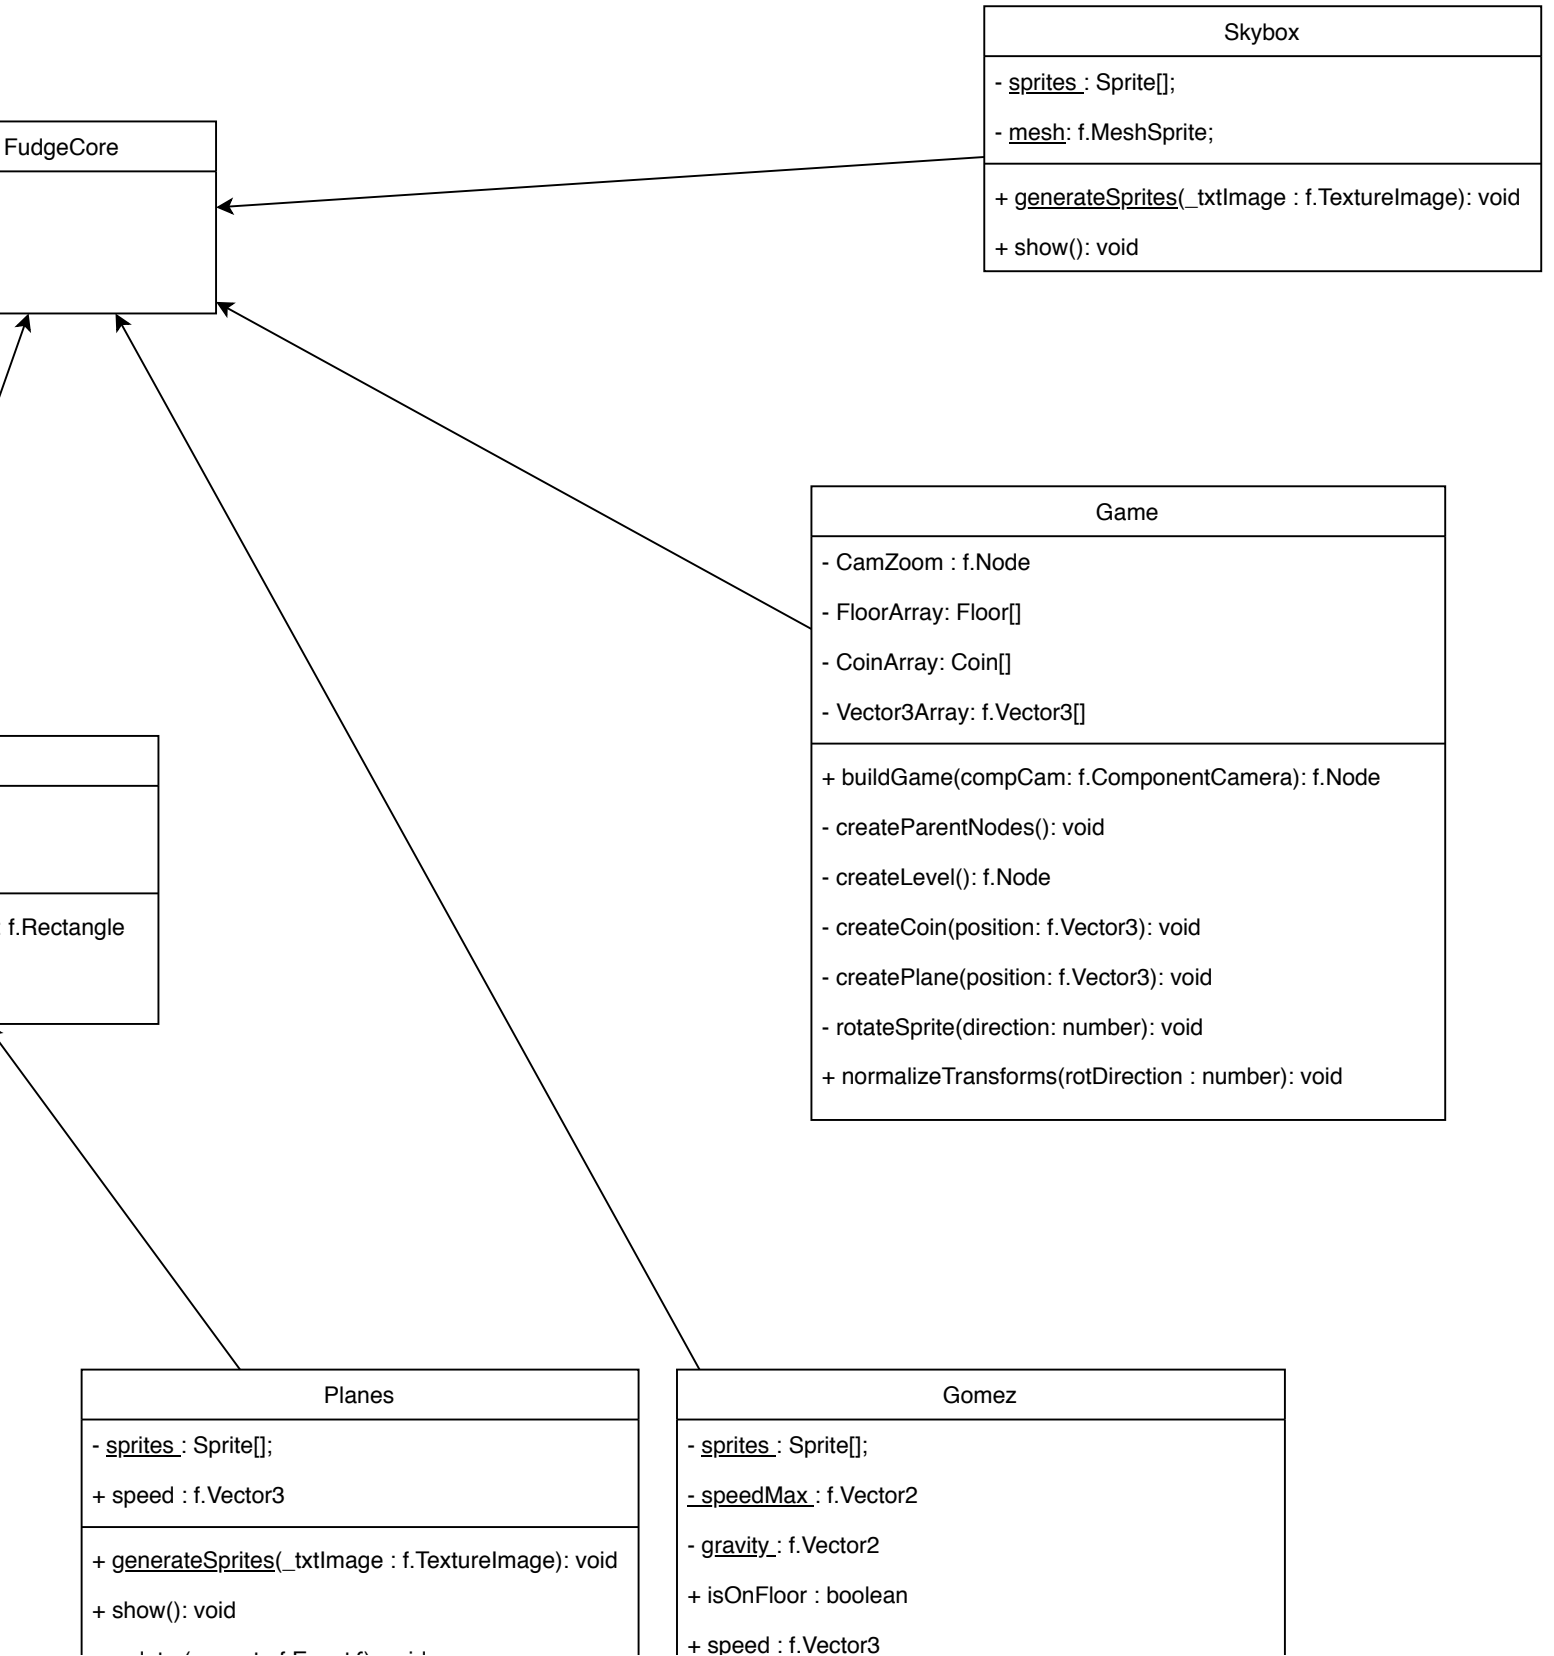 Skybox
- sprites : Sprite[];
- mesh: f.MeshSprite;
+ generateSprites(_txtImage : f.TextureImage): void
+ show(): void
FudgeCore
Game
- CamZoom : f.Node
- FloorArray: Floor[]
- CoinArray: Coin[]
- Vector3Array: f.Vector3[]
+ buildGame(compCam: f.ComponentCamera): f.Node
- createParentNodes(): void
- createLevel(): f.Node
- createCoin(position: f.Vector3): void
- createPlane(position: f.Vector3): void
- rotateSprite(direction: number): void
+ normalizeTransforms(rotDirection : number): void
: f.Rectangle
Planes
- sprites : Sprite[];
+ speed : f.Vector3
+ generateSprites(_txtImage : f.TextureImage): void
+ show(): void
Gomez
- sprites : Sprite[];
- speedMax : f.Vector2
- gravity : f.Vector2
+ isOnFloor : boolean
+ speed : f.Vector3